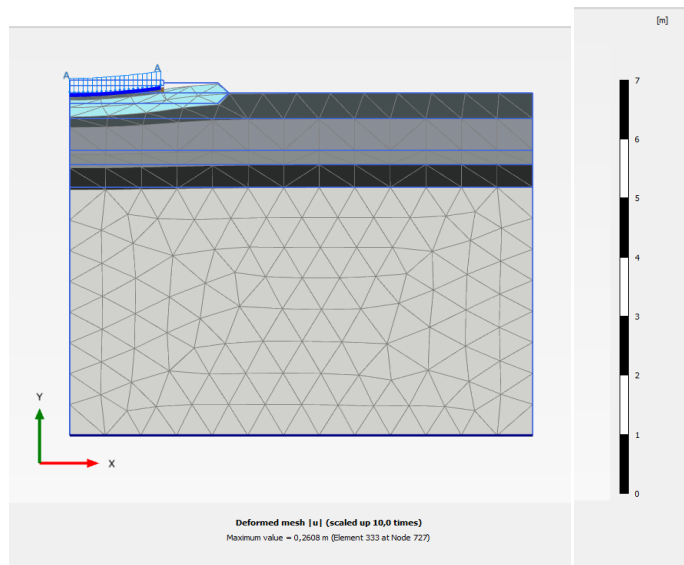 [m]
A
A
7
6
5
4
3
2
1
0
Y
X
Deformed mesh |u| (scaled up 10,0 times)
Maximum value = 0,2608 m (Element 333 at Node 727)